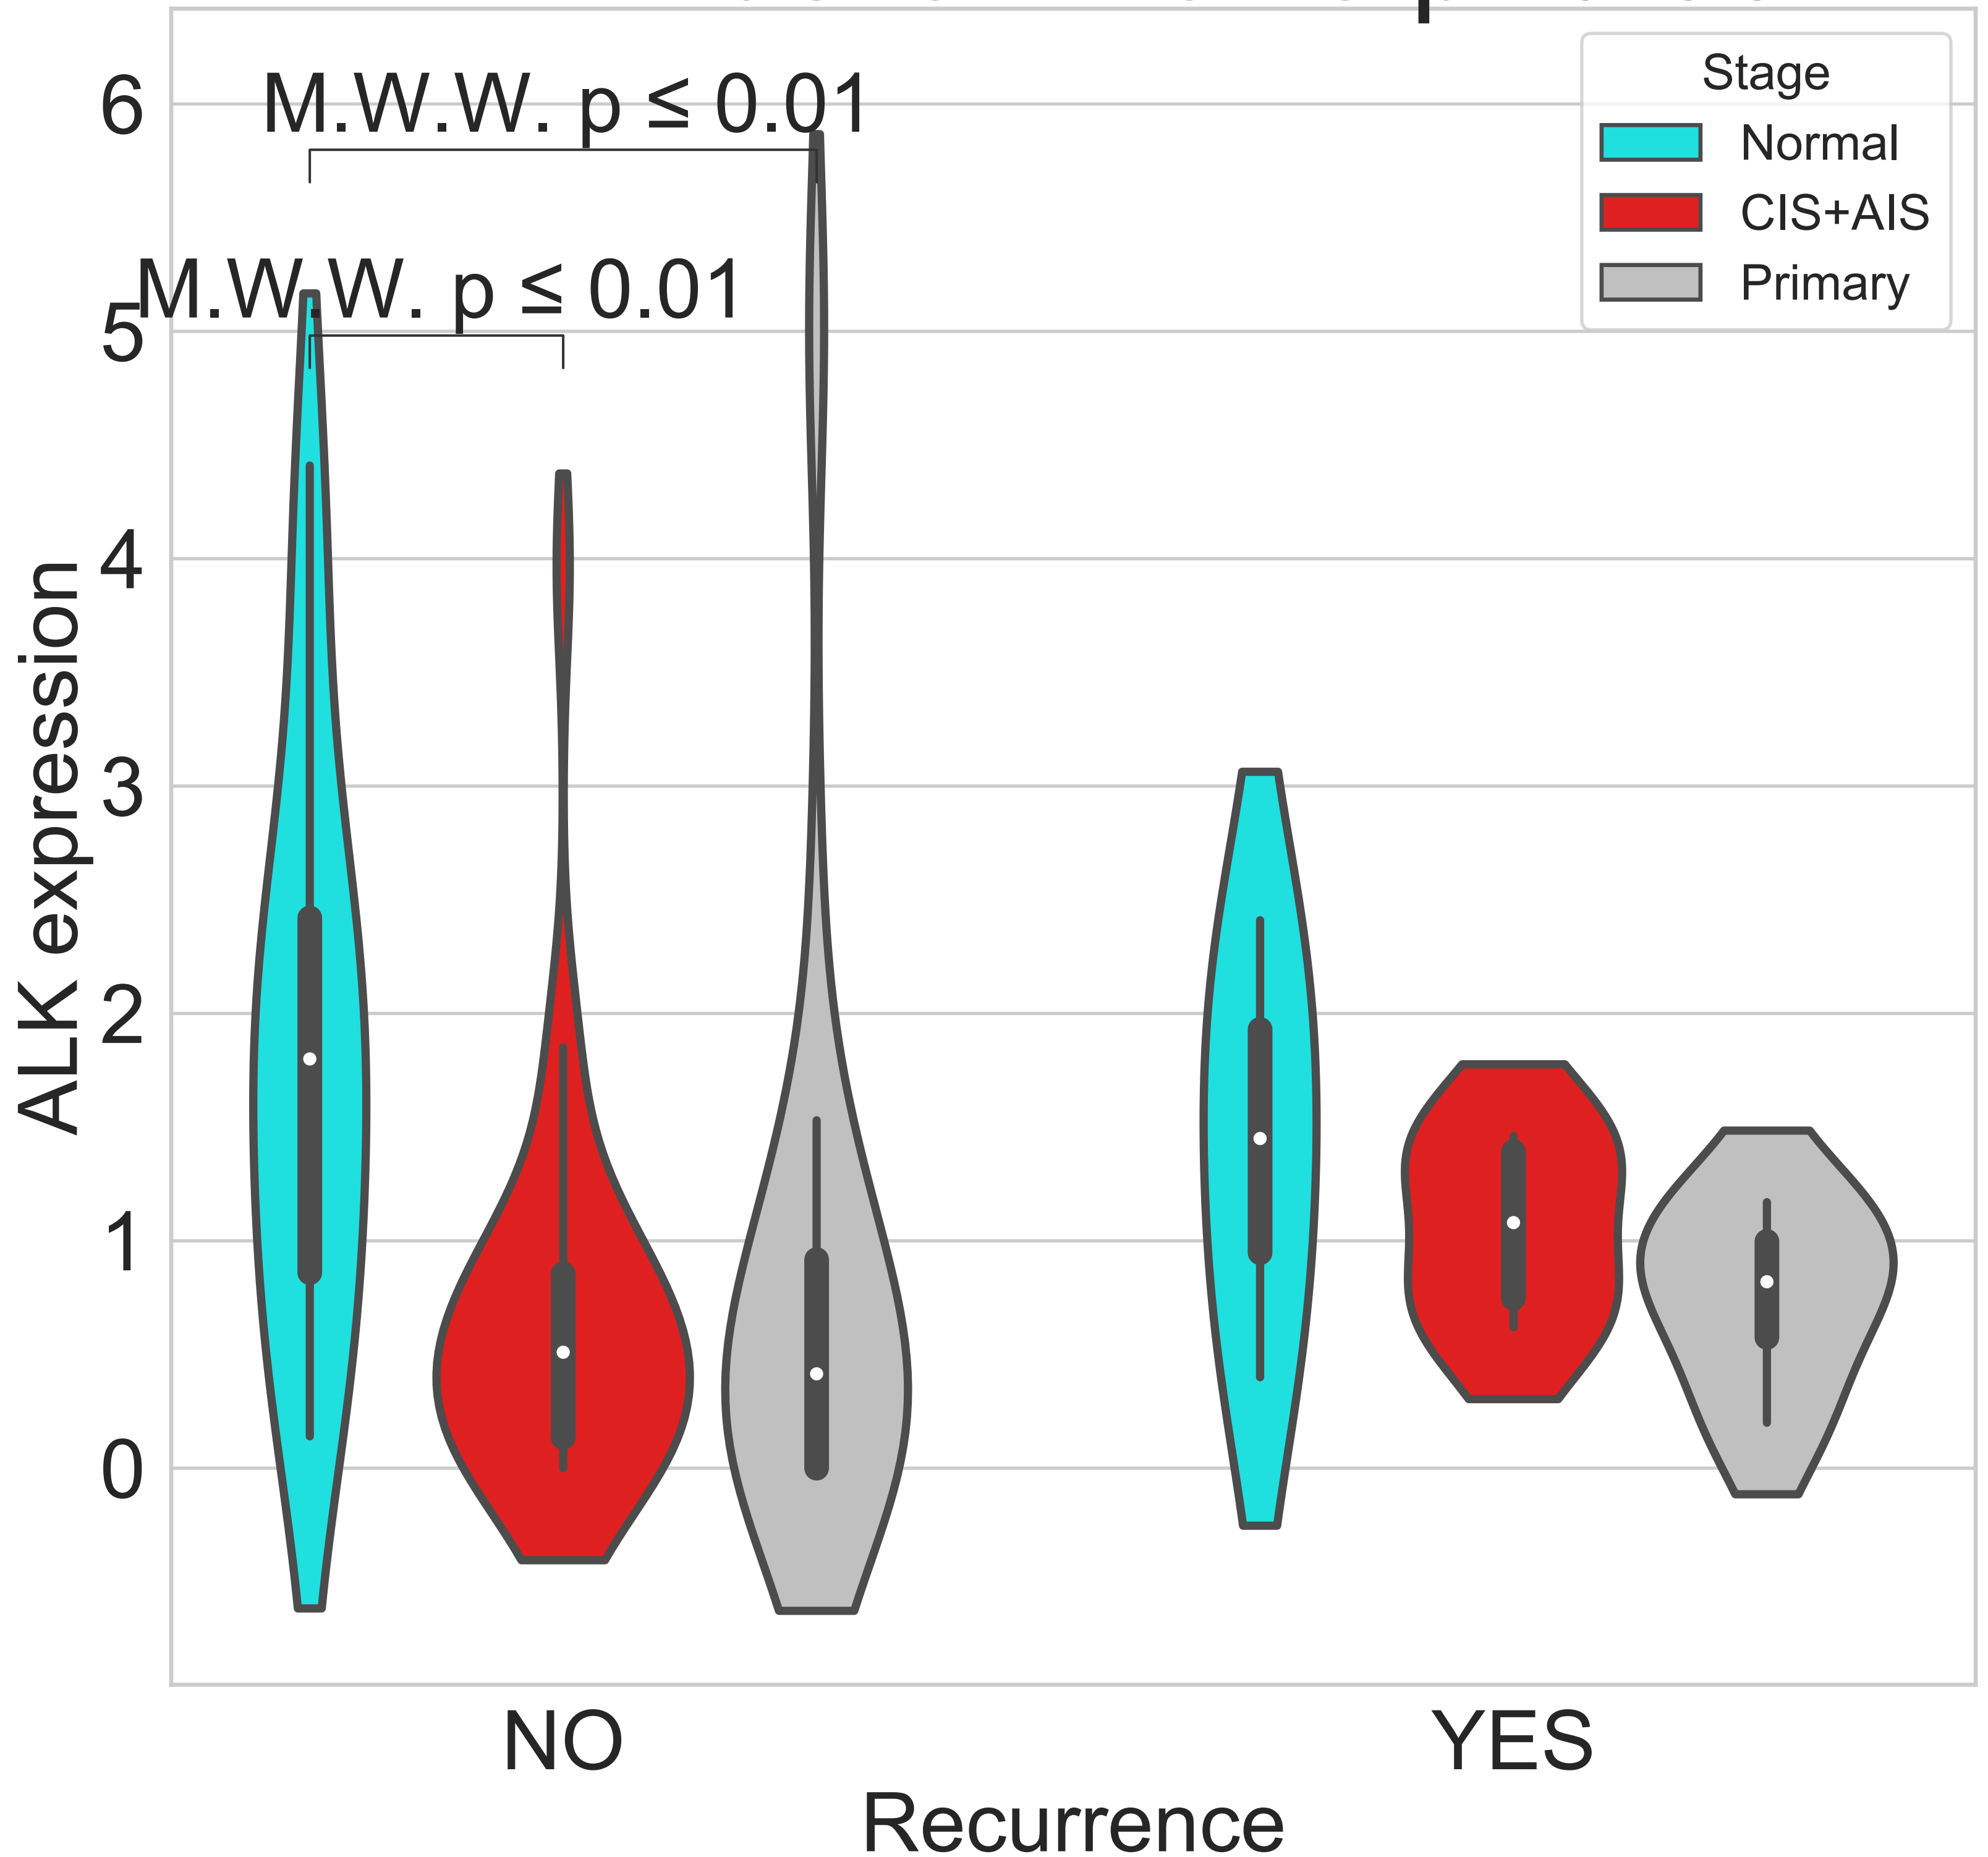 Stage
Normal
CIS+AIS
Primary
M.W.W. p ≤ 0.01
M.W.W. p ≤ 0.01
6
5
4
3
2
1
0
ALK expression
NO
YES
Recurrence